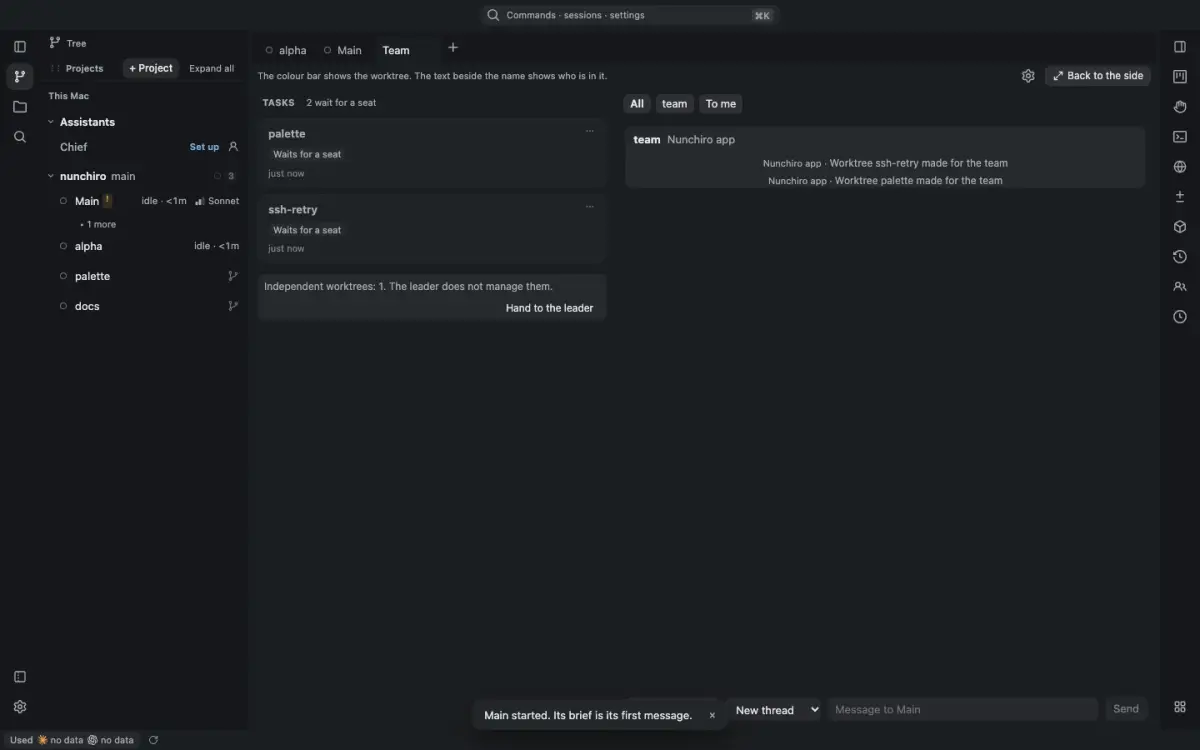 Commands · sessions · settings ⌘K
Tree
Projects + Project Expand all
This Mac
Assistants
Chief Set up
nunchiro main 3
Main ! idle · <1m Sonnet
• 1 more
alpha idle · <1m
palette
docs
alpha Main Team +
The colour bar shows the worktree. The text beside the name shows who is in it.
Back to the side
TASKS 2 wait for a seat
palette ...
Waits for a seat
just now
ssh-retry ...
Waits for a seat
just now
Independent worktrees: 1. The leader does not manage them.
Hand to the leader
All team To me
team Nunchiro app
Nunchiro app · Worktree ssh-retry made for the team
Nunchiro app · Worktree palette made for the team
Main started. Its brief is its first message. ×
New thread Message to Main Send
Used no data no data